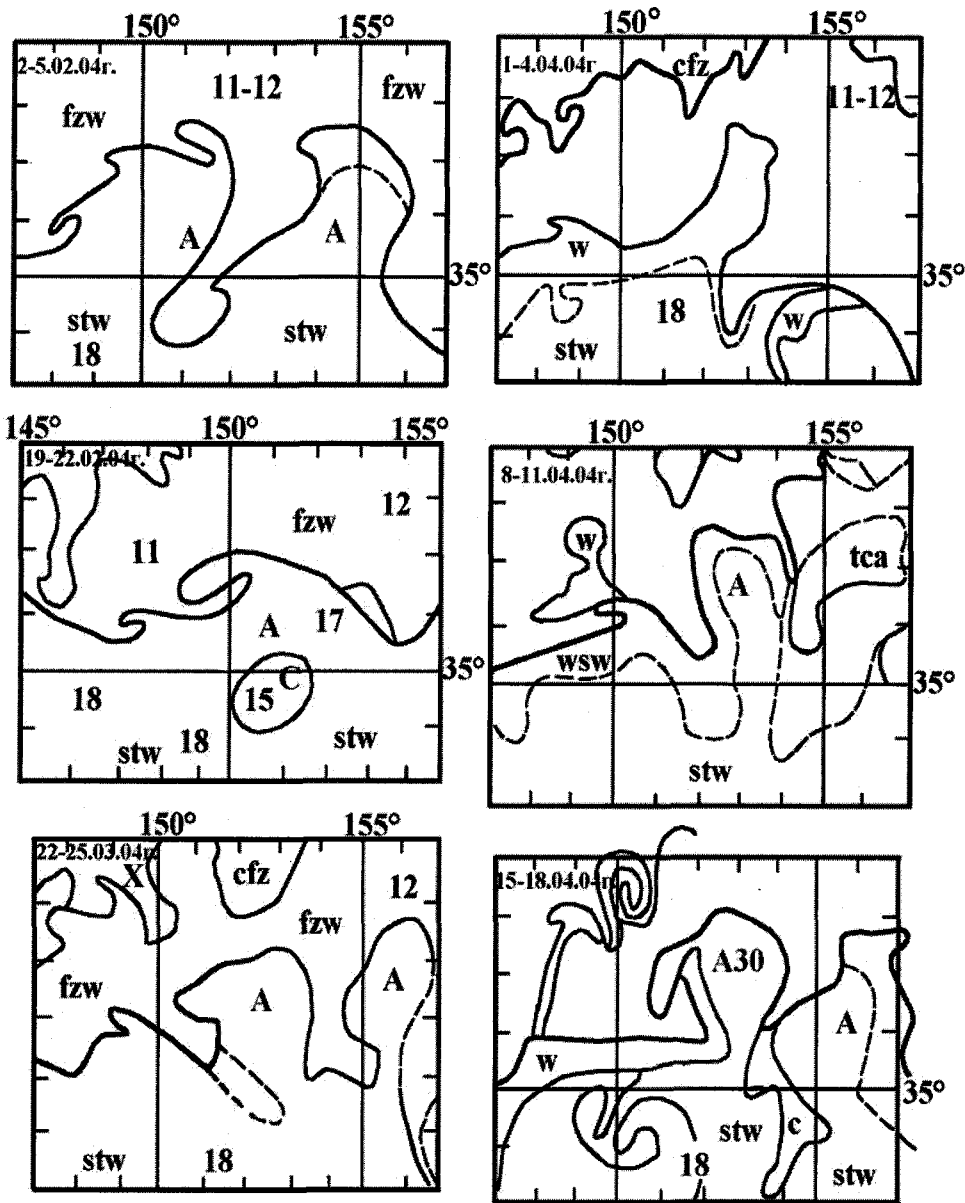 150° 155°
2-5.02.04г.
11-12
fzw
fzw
A
A
35°
stw
18
stw
150° 155°
1-4.04.04г
cfz
11-12
w
35°
18
w
stw
145° 150° 155°
19-22.02.04г.
12
fzw
11
A 17
35°
C
18
15
stw
18
stw
150° 155°
8-11.04.04г.
w
tca
A
wsw
35°
stw
150° 155°
22-25.03.04г.
X
cfz
12
fzw
fzw
A
A
stw
18
150° 155°
15-18.04.04г.
A30
A
w
35°
stw
c
18
stw